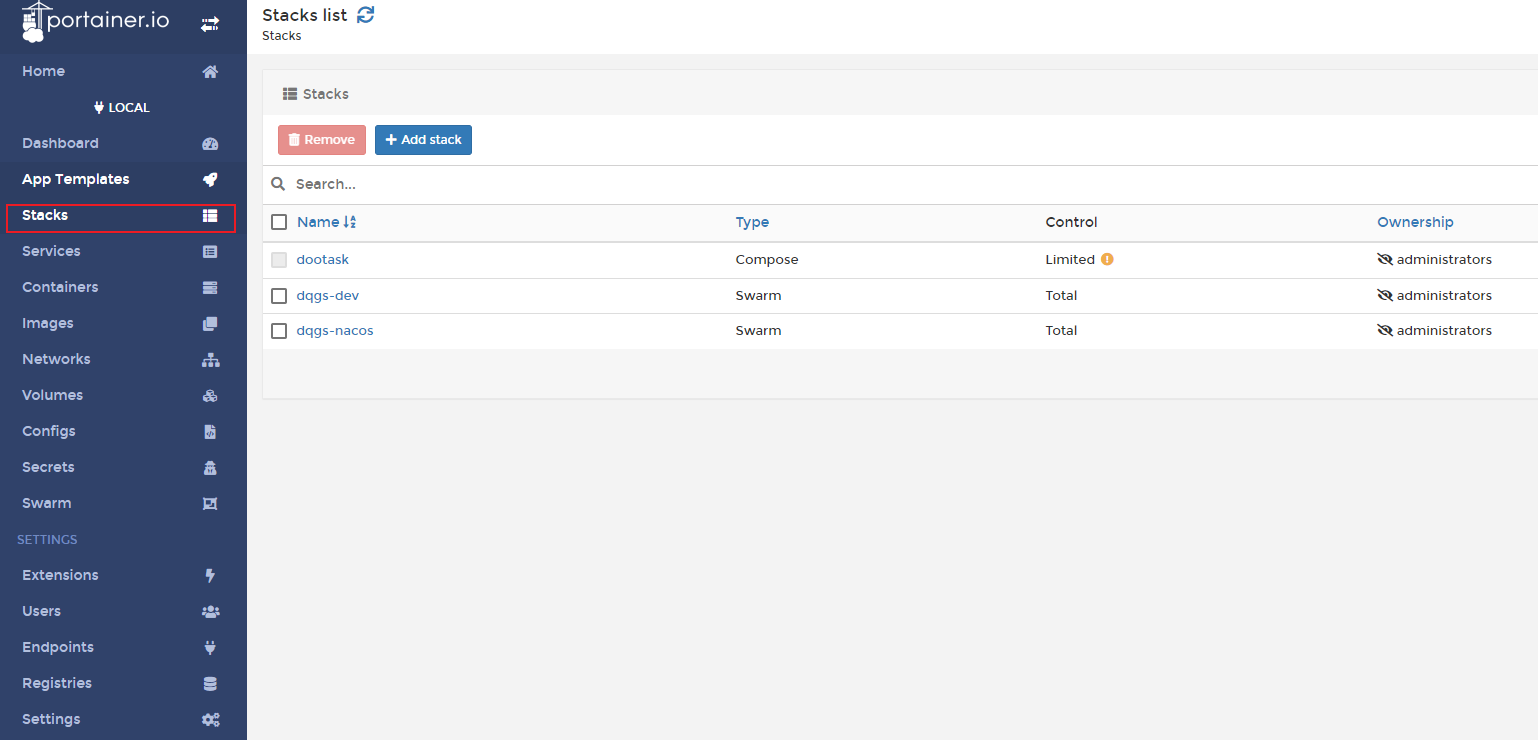 portainer.io
Home
LOCAL
Dashboard
App Templates
Stacks
Services
Containers
Images
Networks
Volumes
Configs
Secrets
Swarm
SETTINGS
Extensions
Users
Endpoints
Registries
Settings
Stacks list
Stacks
Stacks
Remove
Add stack
Search...
Name Type Control Ownership
dootask Compose Limited administrators
dqgs-dev Swarm Total administrators
dqgs-nacos Swarm Total administrators